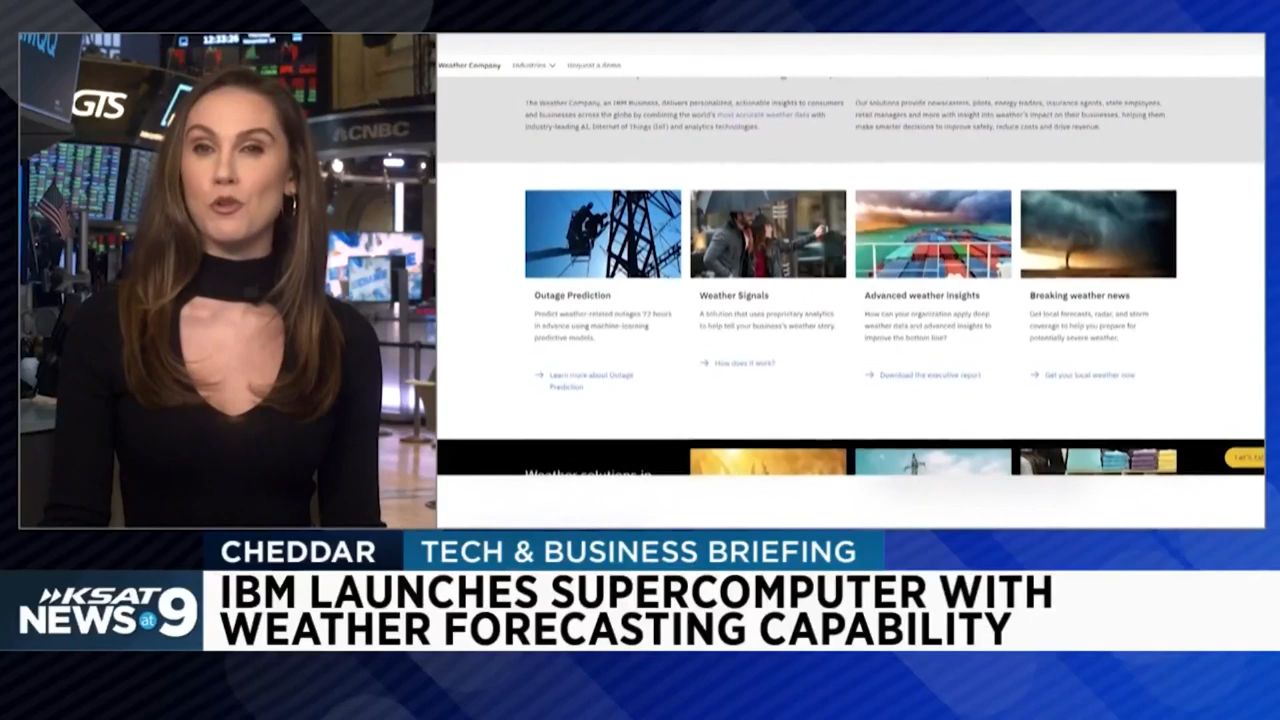 12:33:26
GTS
CNBC
Weather Company Industries Request a demo
The Weather Company, an IBM Business, delivers personalized, actionable insights to consumers
and businesses across the globe by combining the world's most accurate weather data with
industry-leading AI, Internet of Things (IoT) and analytics technologies.
Our solutions provide newscasters, pilots, energy traders, insurance agents, state employees,
retail managers and more with insight into weather's impact on their businesses, helping them
make smarter decisions to improve safety, reduce costs and drive revenue.
Outage Prediction
Predict weather-related outages 72 hours
in advance using machine-learning
predictive models.
→ Learn more about Outage
Prediction
Weather Signals
A solution that uses proprietary analytics
to help tell your business's weather story.
→ How does it work?
Advanced weather insights
How can your organization apply deep
weather data and advanced insights to
improve the bottom line?
→ Download the executive report
Breaking weather news
Get local forecasts, radar, and storm
coverage to help you prepare for
potentially severe weather.
→ Get your local weather now
Weather solutions in
Let's
CHEDDAR TECH & BUSINESS BRIEFING
KSAT
NEWS at 9
IBM LAUNCHES SUPERCOMPUTER WITH
WEATHER FORECASTING CAPABILITY